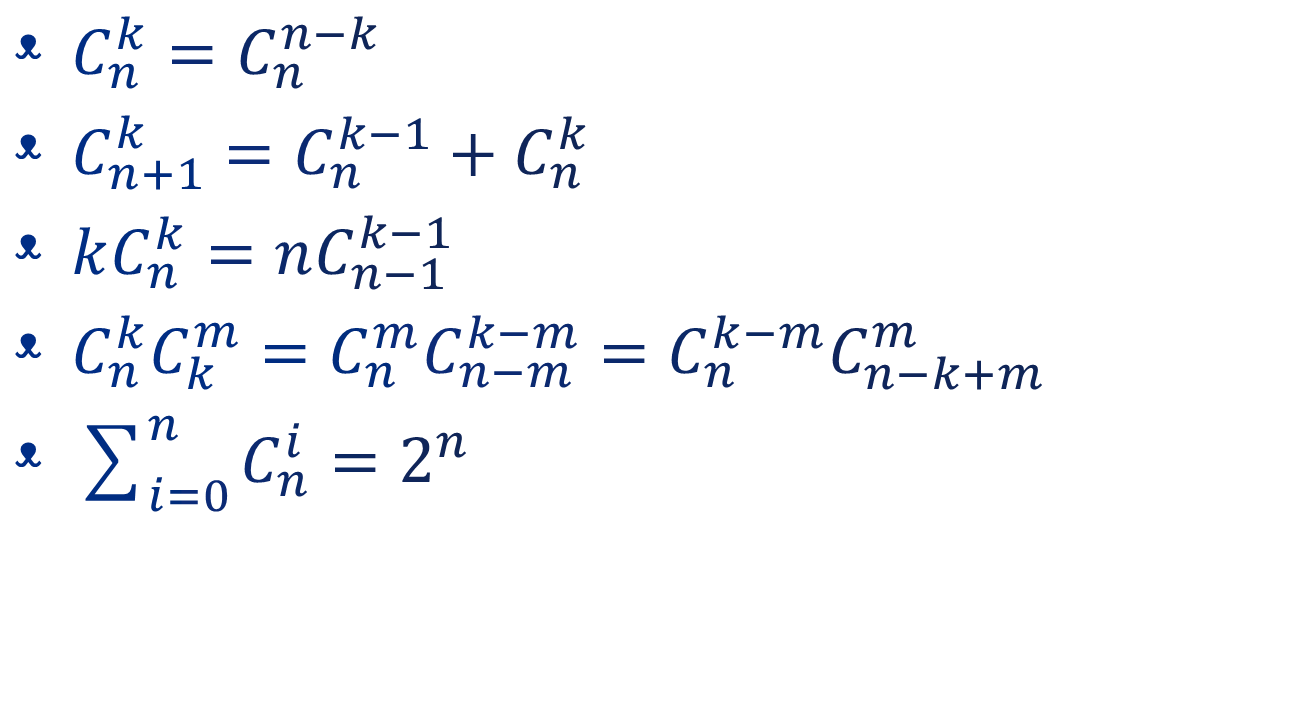 ᴥ $C_n^k = C_n^{n-k}$
ᴥ $C_{n+1}^k = C_n^{k-1} + C_n^k$
ᴥ $kC_n^k = nC_{n-1}^{k-1}$
ᴥ $C_n^k C_k^m = C_n^m C_{n-m}^{k-m} = C_n^{k-m} C_{n-k+m}^m$
ᴥ $\sum_{i=0}^n C_n^i = 2^n$